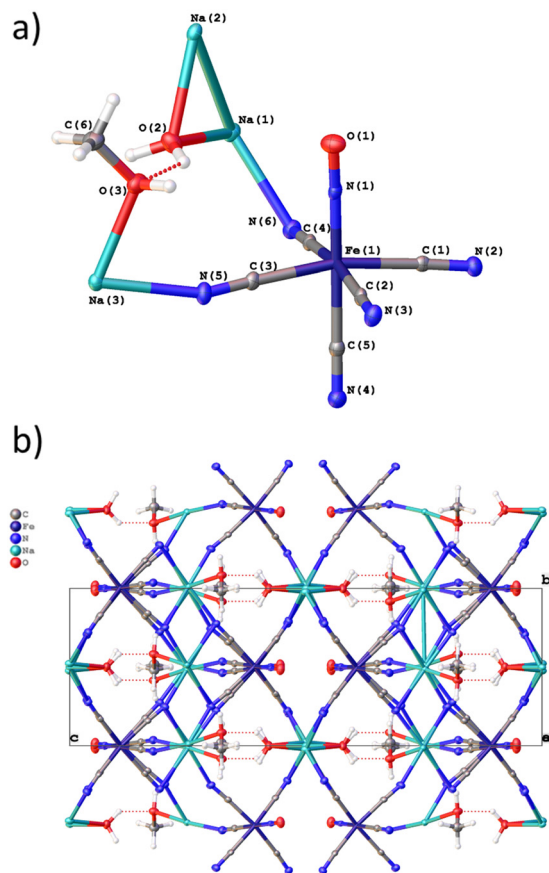 a)
Na(2)
C(6)
O(2)
Na(1)
O(1)
O(3)
N(1)
N(6)
C(4)
Fe(1)
C(1)
N(2)
C(3)
N(5)
Na(3)
C(2)
N(3)
C(5)
N(4)
b)
C
Fe
N
Na
O
b
c
a